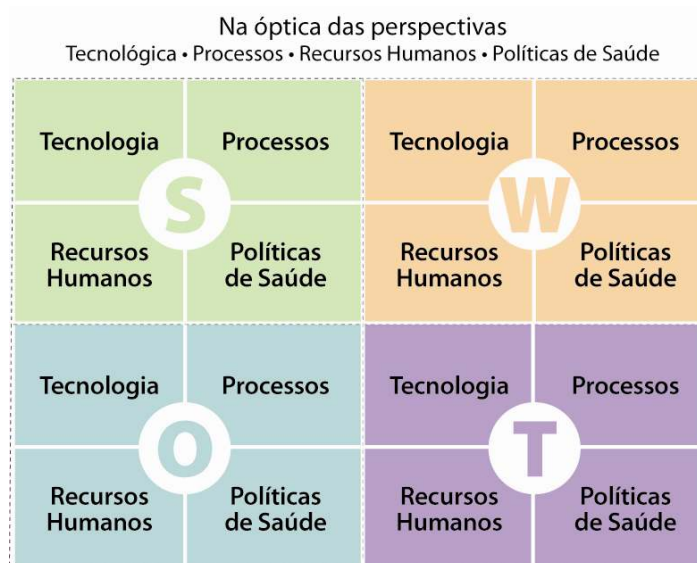 Na óptica das perspectivas
Tecnológica • Processos • Recursos Humanos • Políticas de Saúde
Tecnologia
Processos
S
Recursos
Humanos
Políticas
de Saúde
Tecnologia
Processos
W
Recursos
Humanos
Políticas
de Saúde
Tecnologia
Processos
O
Recursos
Humanos
Políticas
de Saúde
Tecnologia
Processos
T
Recursos
Humanos
Políticas
de Saúde